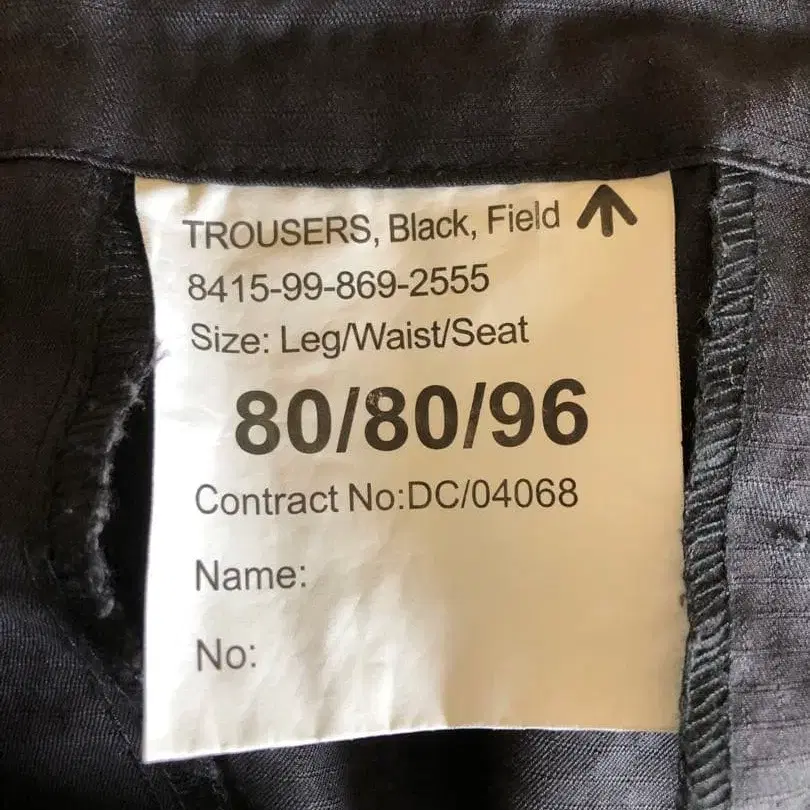 TROUSERS, Black, Field
8415-99-869-2555
Size: Leg/Waist/Seat
80/80/96
Contract No:DC/04068
Name:
No: